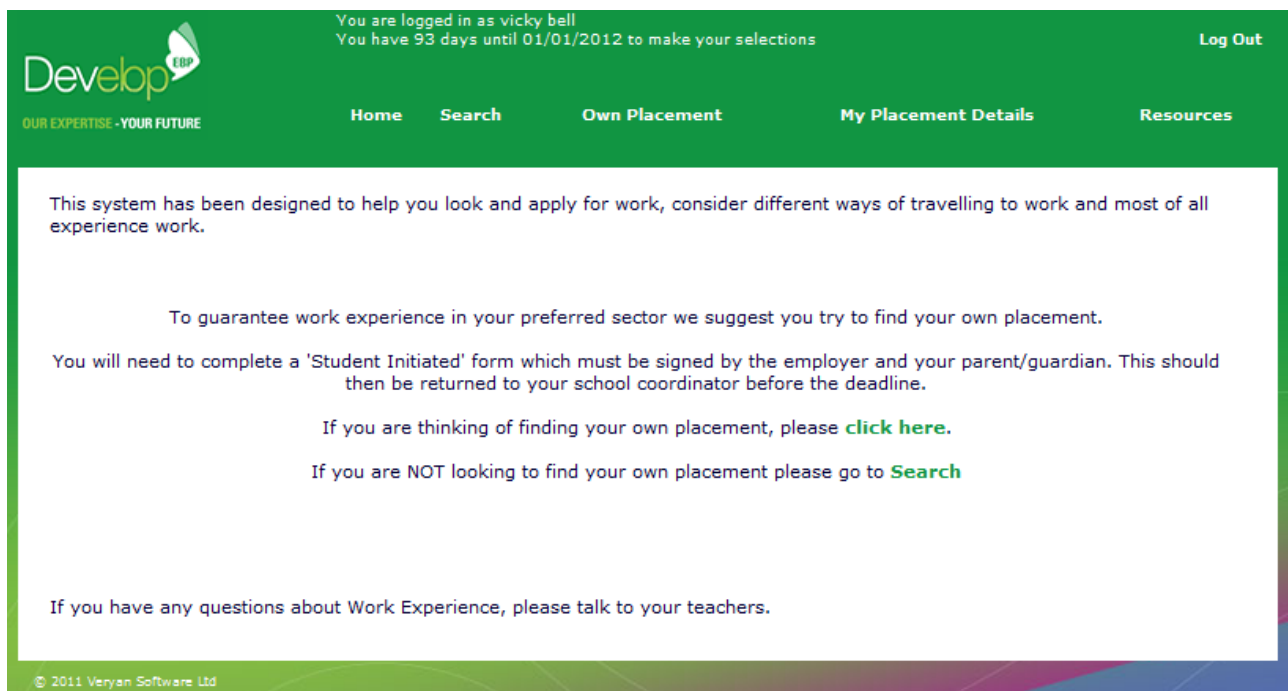 You are logged in as vicky bell
You have 93 days until 01/01/2012 to make your selections
Log Out
Develop EBP
OUR EXPERTISE - YOUR FUTURE
Home Search Own Placement My Placement Details Resources
This system has been designed to help you look and apply for work, consider different ways of travelling to work and most of all
experience work.
To guarantee work experience in your preferred sector we suggest you try to find your own placement.
You will need to complete a 'Student Initiated' form which must be signed by the employer and your parent/guardian. This should
then be returned to your school coordinator before the deadline.
If you are thinking of finding your own placement, please click here.
If you are NOT looking to find your own placement please go to Search
If you have any questions about Work Experience, please talk to your teachers.
© 2011 Veryan Software Ltd